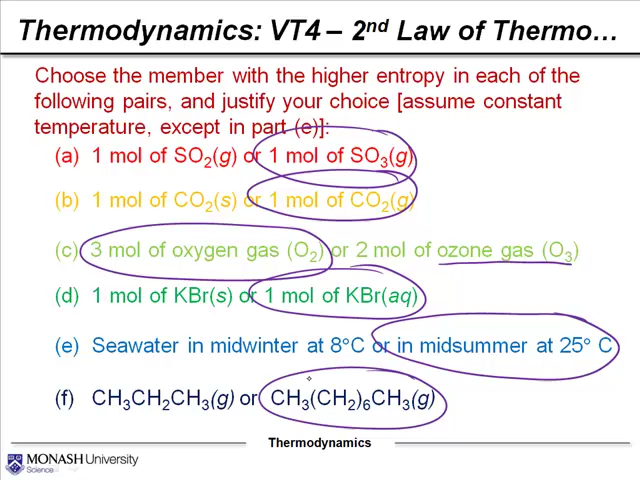 Thermodynamics: VT4 – 2nd Law of Thermo…
Choose the member with the higher entropy in each of the
following pairs, and justify your choice [assume constant
temperature, except in part (e)]:
(a) 1 mol of SO₂(g) or 1 mol of SO₃(g)
(b) 1 mol of CO₂(s) or 1 mol of CO₂(g)
(c) 3 mol of oxygen gas (O₂) or 2 mol of ozone gas (O₃)
(d) 1 mol of KBr(s) or 1 mol of KBr(aq)
(e) Seawater in midwinter at 8°C or in midsummer at 25° C
(f) CH₃CH₂CH₃(g) or CH₃(CH₂)₆CH₃(g)
Thermodynamics
MONASH University
Science